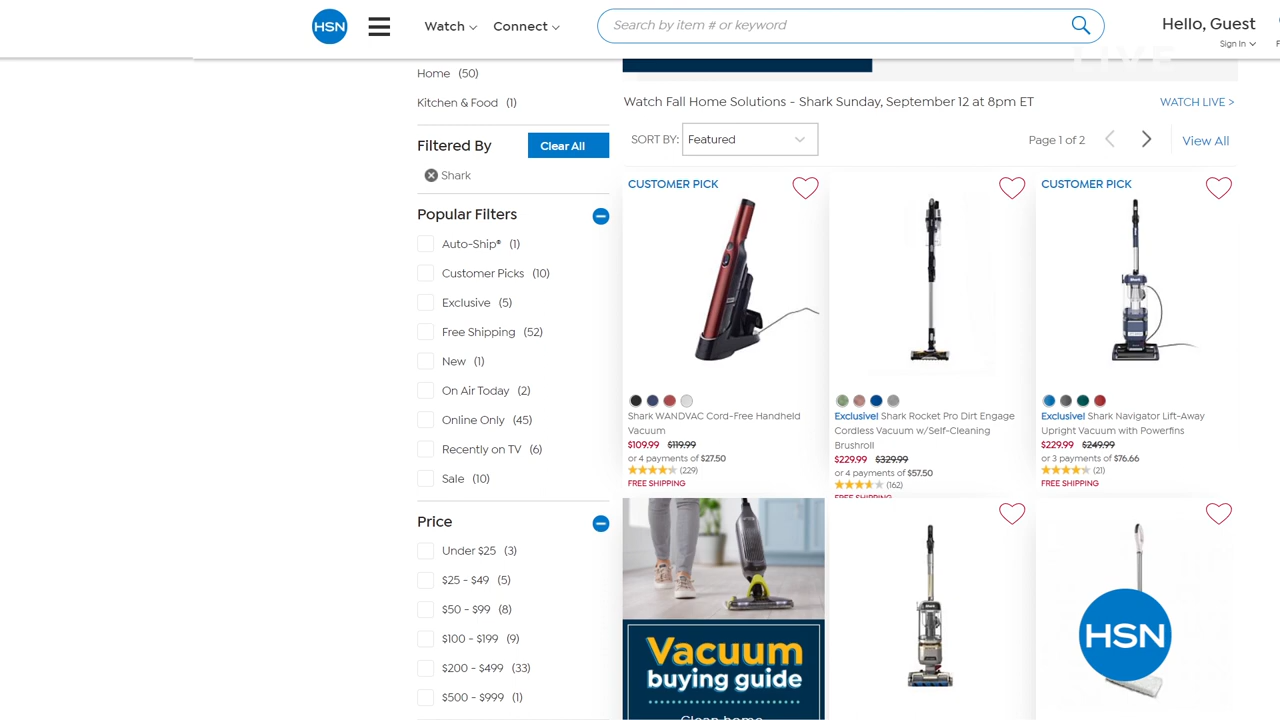 HSN
Watch
Connect
Search by item # or keyword
Hello, Guest
Sign In
LIVE
Home (50)
Kitchen & Food (1)
Filtered By
Clear All
Shark
Popular Filters
Auto-Ship® (1)
Customer Picks (10)
Exclusive (5)
Free Shipping (52)
New (1)
On Air Today (2)
Online Only (45)
Recently on TV (6)
Sale (10)
Price
Under $25 (3)
$25 - $49 (5)
$50 - $99 (8)
$100 - $199 (9)
$200 - $499 (33)
$500 - $999 (1)
Watch Fall Home Solutions - Shark Sunday, September 12 at 8pm ET
WATCH LIVE >
SORT BY: Featured
Page 1 of 2
View All
CUSTOMER PICK
Shark WANDVAC Cord-Free Handheld
Vacuum
$109.99 $119.99
or 4 payments of $27.50
(229)
FREE SHIPPING
Exclusive! Shark Rocket Pro Dirt Engage
Cordless Vacuum w/Self-Cleaning
Brushroll
$229.99 $329.99
or 4 payments of $57.50
(162)
FREE SHIPPING
CUSTOMER PICK
Exclusive! Shark Navigator Lift-Away
Upright Vacuum with Powerfins
$229.99 $249.99
or 3 payments of $76.66
(21)
FREE SHIPPING
Vacuum
buying guide
Clean home
HSN